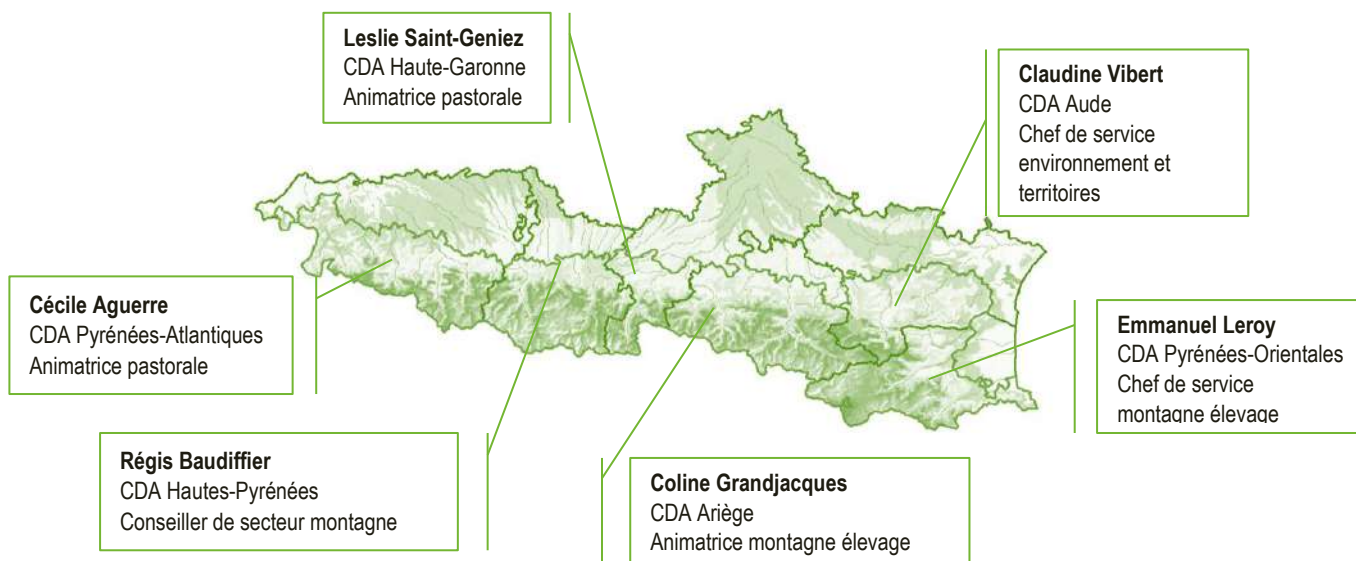 Leslie Saint-Geniez
CDA Haute-Garonne
Animatrice pastorale
Claudine Vibert
CDA Aude
Chef de service
environnement et
territoires
Cécile Aguerre
CDA Pyrénées-Atlantiques
Animatrice pastorale
Emmanuel Leroy
CDA Pyrénées-Orientales
Chef de service
montagne élevage
Régis Baudiffier
CDA Hautes-Pyrénées
Conseiller de secteur montagne
Coline Grandjacques
CDA Ariège
Animatrice montagne élevage